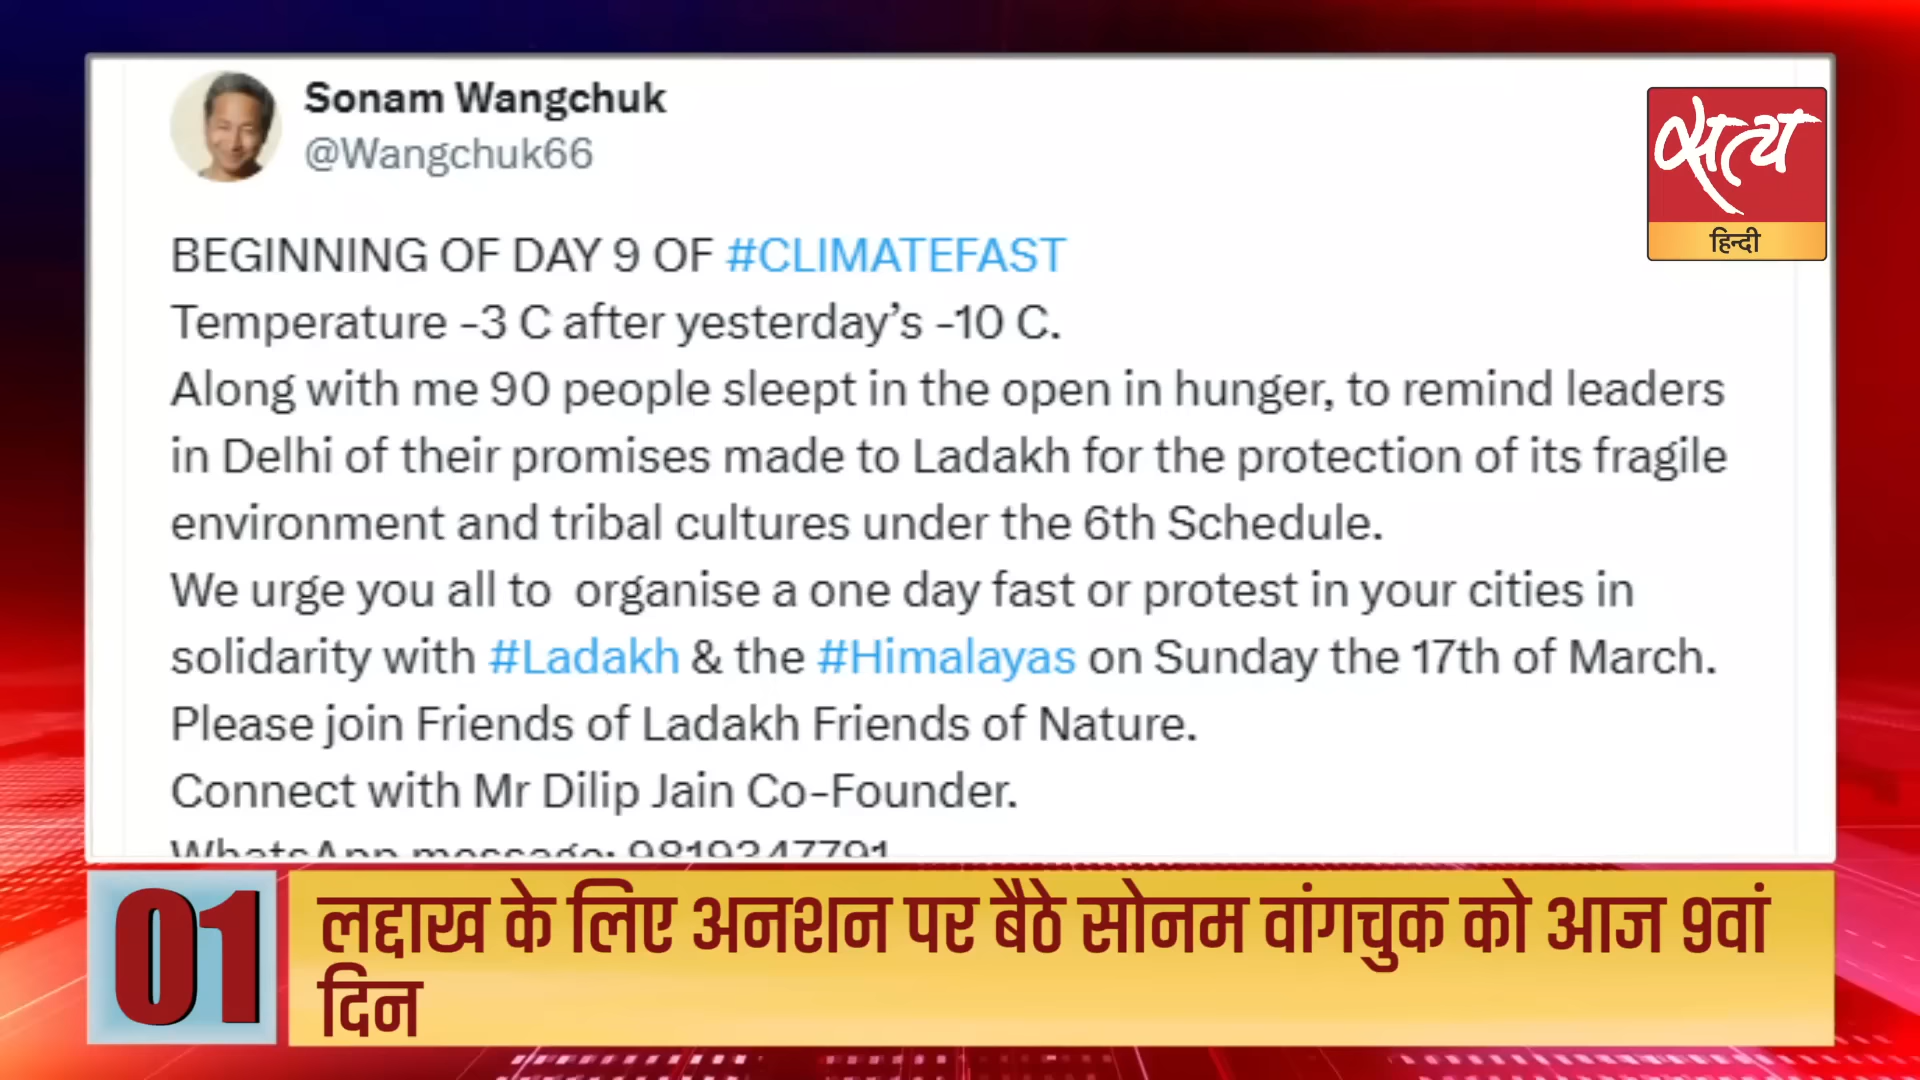 Sonam Wangchuk
@Wangchuk66
सत्य
हिन्दी
BEGINNING OF DAY 9 OF #CLIMATEFAST
Temperature -3 C after yesterday’s -10 C.
Along with me 90 people sleept in the open in hunger, to remind leaders
in Delhi of their promises made to Ladakh for the protection of its fragile
environment and tribal cultures under the 6th Schedule.
We urge you all to  organise a one day fast or protest in your cities in
solidarity with #Ladakh & the #Himalayas on Sunday the 17th of March.
Please join Friends of Ladakh Friends of Nature.
Connect with Mr Dilip Jain Co-Founder.
WhatsApp message: 9819347791
01
लद्दाख के लिए अनशन पर बैठे सोनम वांगचुक को आज 9वां
दिन